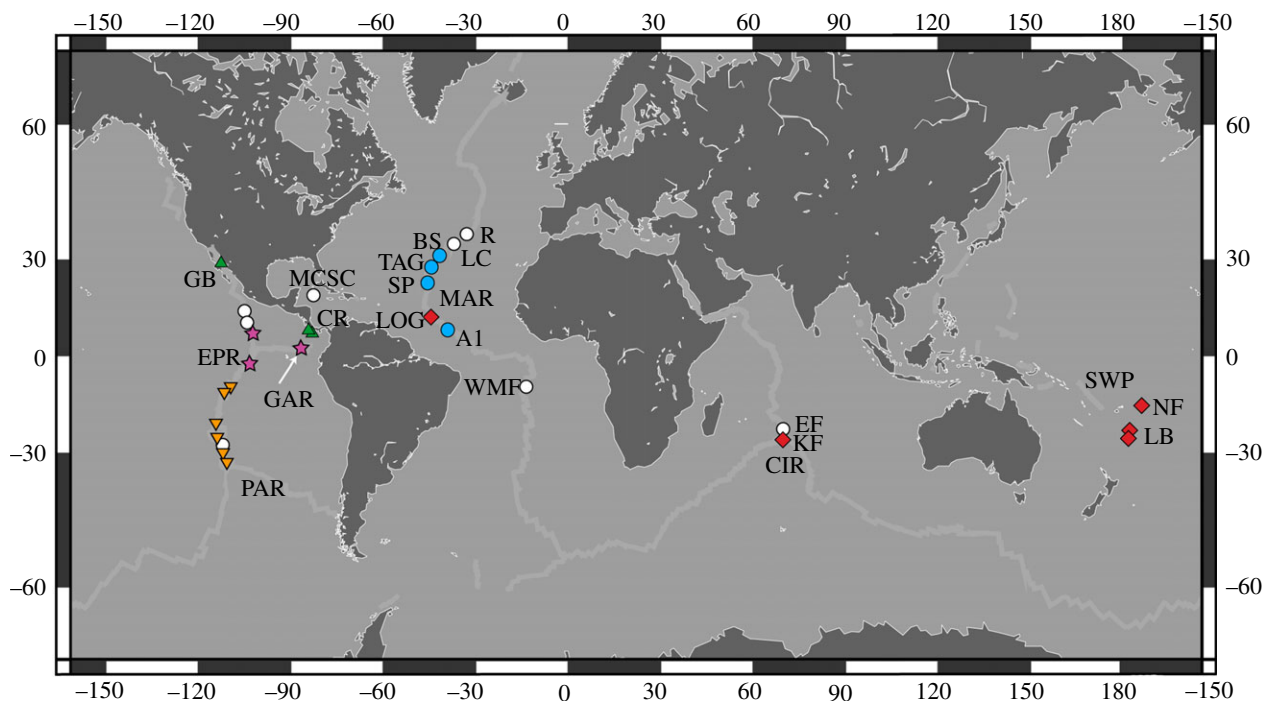 –150 –120 –90 –60 –30 0 30 60 90 120 150 180 –150
60 60
BS R
LC
30 TAG 30
GB MCSC SP
MAR
CR LOG
A1
0 EPR 0
GAR WMF SWP
NF
EF LB
–30 KF –30
CIR
PAR
–60 –60
–150 –120 –90 –60 –30 0 30 60 90 120 150 180 –150